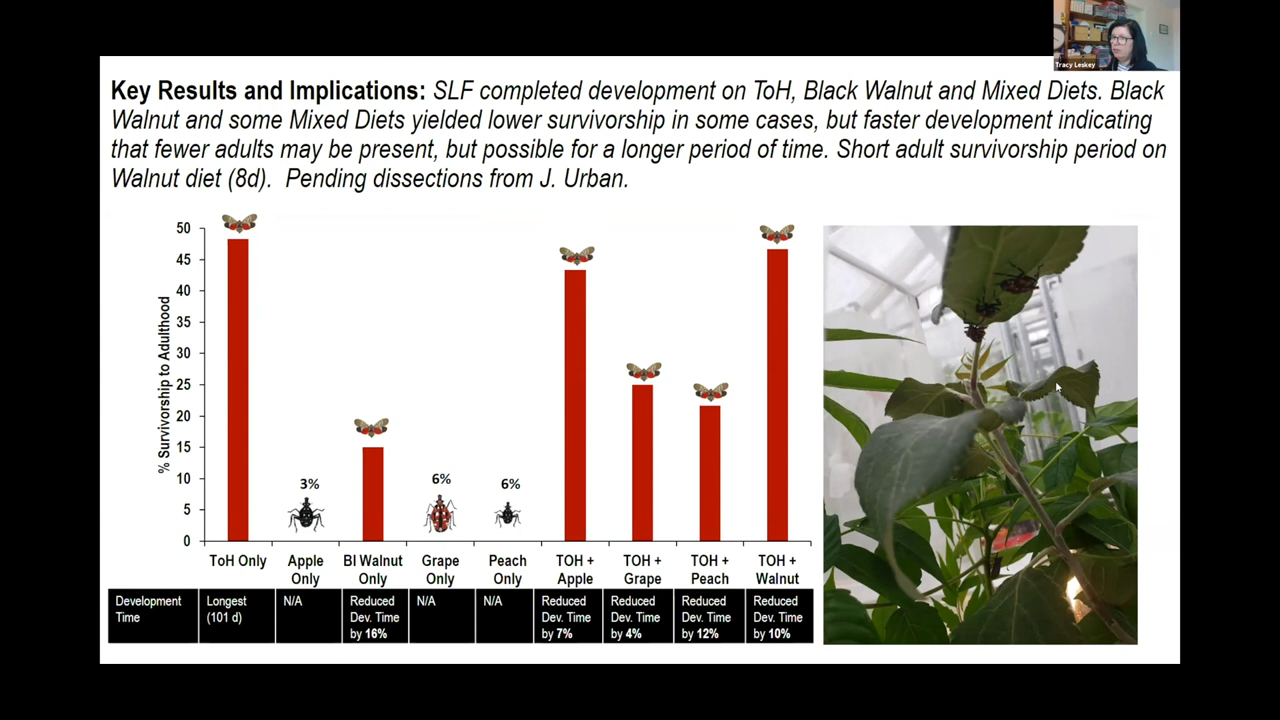 Tracy Leskey
Key Results and Implications: SLF completed development on ToH, Black Walnut and Mixed Diets. Black
Walnut and some Mixed Diets yielded lower survivorship in some cases, but faster development indicating
that fewer adults may be present, but possible for a longer period of time. Short adult survivorship period on
Walnut diet (8d). Pending dissections from J. Urban.
% Survivorship to Adulthood
50
45
40
35
30
25
20
15
10
5
0
3%
6%
6%
ToH Only
Apple
Only
Bl Walnut
Only
Grape
Only
Peach
Only
TOH +
Apple
TOH +
Grape
TOH +
Peach
TOH +
Walnut
Development
Time
Longest
(101 d)
N/A
Reduced
Dev. Time
by 16%
N/A
N/A
Reduced
Dev. Time
by 7%
Reduced
Dev. Time
by 4%
Reduced
Dev. Time
by 12%
Reduced
Dev. Time
by 10%